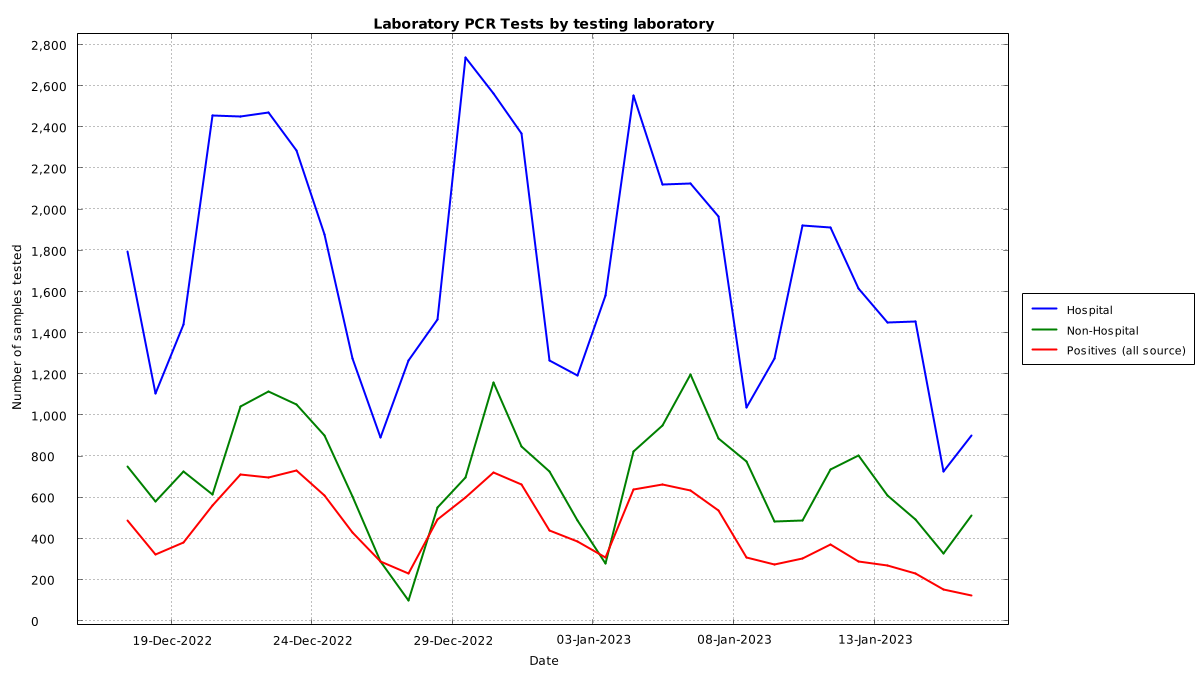 Laboratory PCR Tests by testing laboratory
2,800
2,600
2,400
2,200
2,000
1,800
1,600
1,400
1,200
1,000
800
600
400
200
0
Number of samples tested
19-Dec-2022
24-Dec-2022
29-Dec-2022
03-Jan-2023
08-Jan-2023
13-Jan-2023
Date
Hospital
Non-Hospital
Positives (all source)